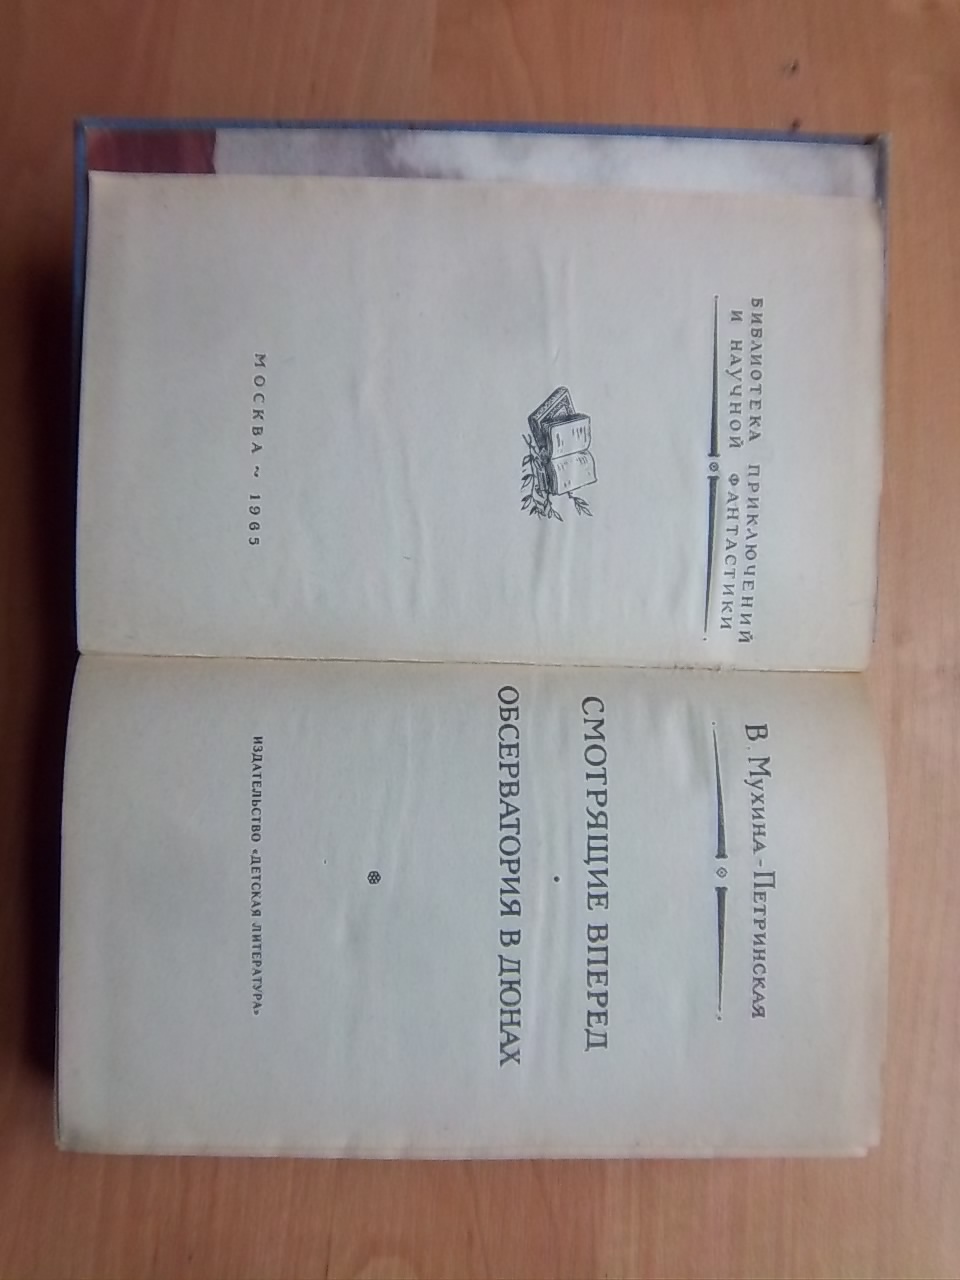 БИБЛИОТЕКА ПРИКЛЮЧЕНИЙ
И НАУЧНОЙ ФАНТАСТИКИ
МОСКВА ~ 1965
В. МУХИНА-ПЕТРИНСКАЯ
СМОТРЯЩИЕ ВПЕРЕД
•
ОБСЕРВАТОРИЯ В ДЮНАХ
ИЗДАТЕЛЬСТВО «ДЕТСКАЯ ЛИТЕРАТУРА»